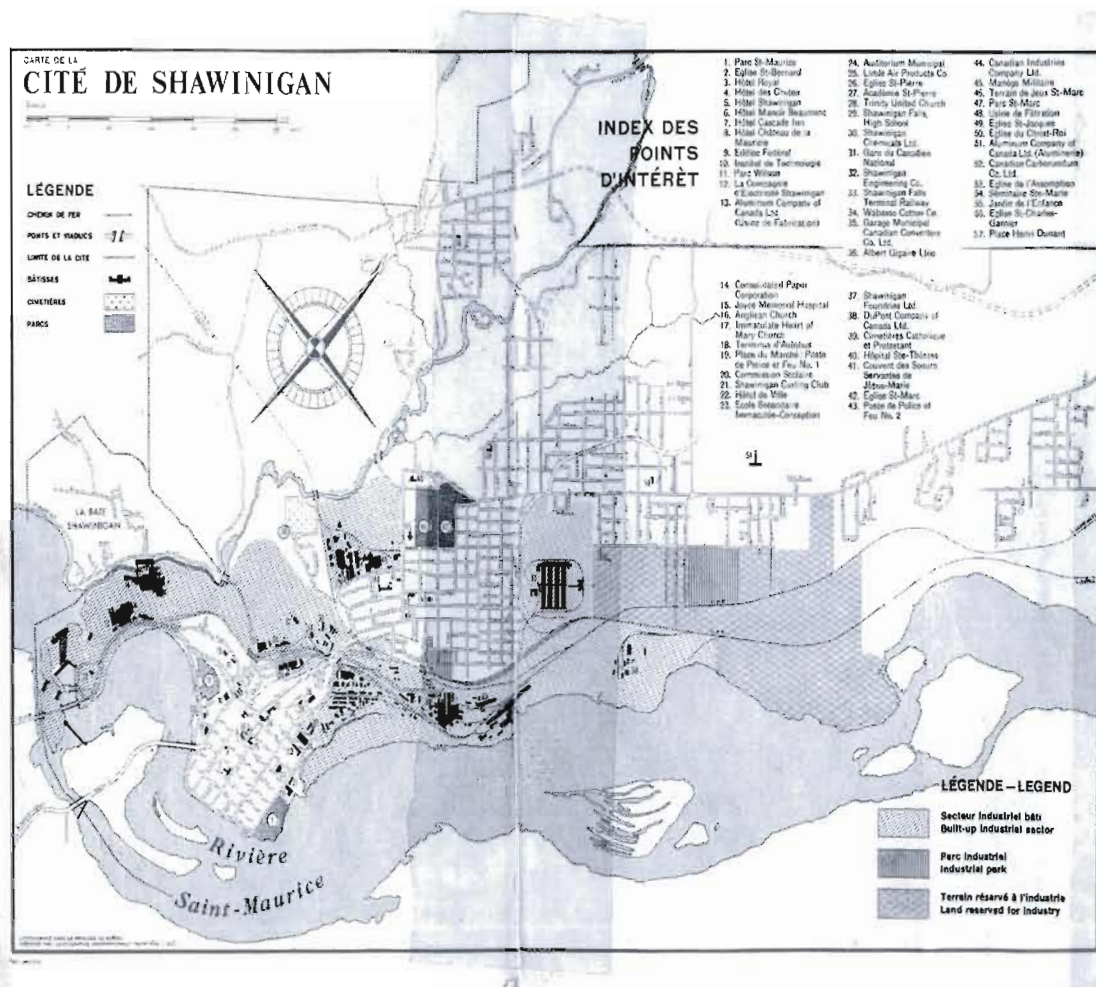 CARTE DE LA
CITÉ DE SHAWINIGAN
LÉGENDE
CHEMIN DE FER
PONTS ET VIADUCS
LIMITE DE LA CITÉ
BÂTISSES
CIMETIÈRES
PARCS
INDEX DES
POINTS
D'INTÉRÈT
1. Parc St-Maurice
2. Eglise St-Bernard
3. Hôtel Royal
4. Hôtel des Chutes
5. Hôtel Shawinigan
6. Hôtel Manoir Beaumont
7. Hôtel Cascade Inn
8. Hôtel Château de la
Mauricie
9. Edifice Fédéral
10. Institut de Technologie
11. Parc Wilson
12. La Compagnie
d'Electricité Shawinigan
13. Aluminum Company of
Canada Ltd.
(Usine de Fabrication)
14. Consolidated Paper
Corporation
15. Joyce Memorial Hospital
16. Anglican Church
17. Immaculate Heart of
Mary Church
18. Terminus d'Autobus
19. Place du Marché: Poste
de Police et Feu No. 1
20. Commission Scolaire
21. Shawinigan Curling Club
22. Hôtel de Ville
23. Ecole Secondaire
Immaculée-Conception
24. Auditorium Municipal
25. Linde Air Products Co.
26. Eglise St-Pierre
27. Académie St-Pierre
28. Trinity United Church
29. Shawinigan Falls,
High School
30. Shawinigan
Chemicals Ltd.
31. Gare du Canadien
National
32. Shawinigan
Engineering Co.
33. Shawinigan Falls
Terminal Railway
34. Wabasso Cotton Co.
35. Garage Municipal
Canadian Converters
Co. Ltd.
36. Albert Gigaire Ltée
37. Shawinigan
Foundries Ltd.
38. DuPont Company of
Canada Ltd.
39. Cimetières Catholique
et Protestant
40. Hôpital Ste-Thérèse
41. Couvent des Soeurs
Servantes de
Jésus-Marie
42. Eglise St-Marc
43. Poste de Police et
Feu No. 2
44. Canadian Industries
Company Ltd.
45. Manège Militaire
46. Terrain de Jeux St-Marc
47. Parc St-Marc
48. Usine de Filtration
49. Eglise St-Jacques
50. Eglise du Christ-Roi
51. Aluminum Company of
Canada Ltd. (Aluminerie)
52. Canadian Carborundum
Co. Ltd.
53. Eglise de l'Assomption
54. Séminaire Ste-Marie
55. Jardin de l'Enfance
56. Eglise St-Charles-
Garnier
57. Place Henri Dunant
LA BAIE
SHAWINIGAN
Rivière
Saint-Maurice
LÉGENDE – LEGEND
Secteur industriel bâti
Built-up industrial sector
Parc industriel
Industrial park
Terrain réservé à l'industrie
Land reserved for industry